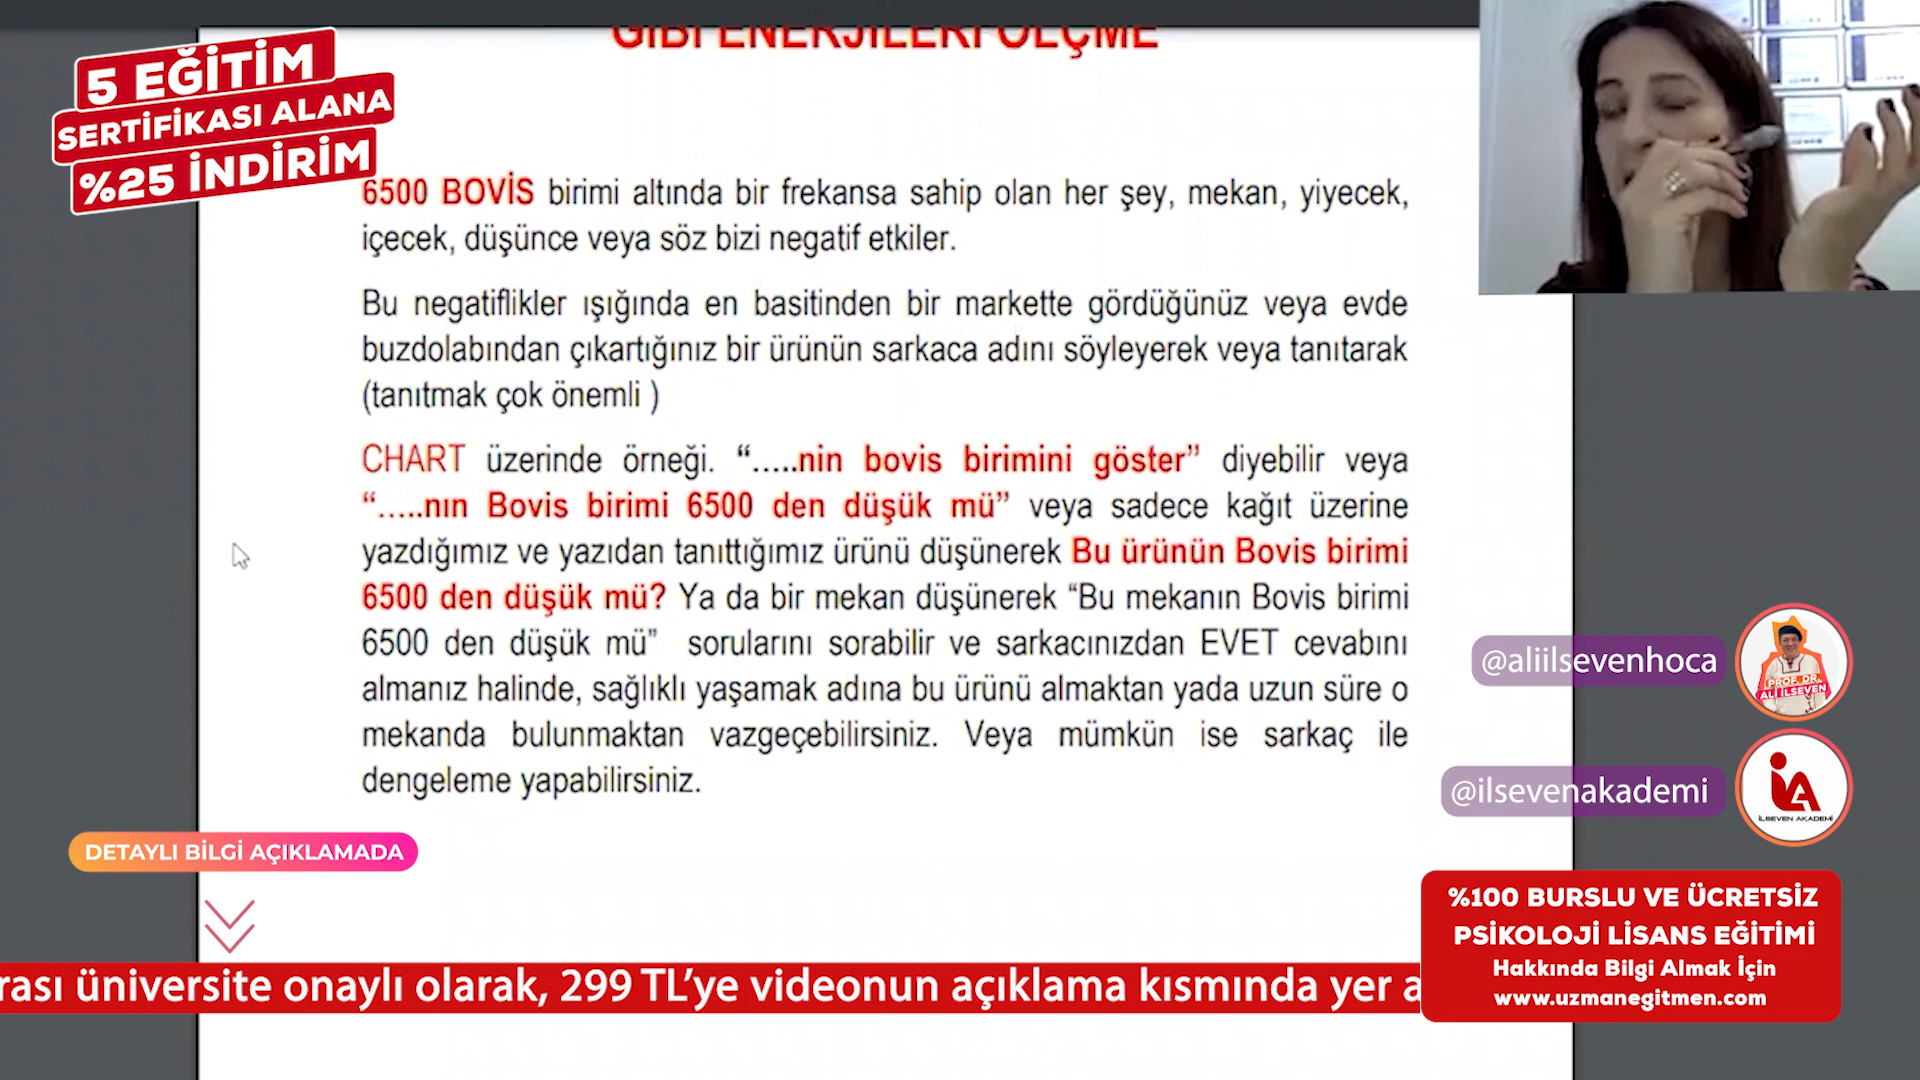 GİBİ ENERJİLERİ ÖLÇME
5 EĞİTİM
SERTİFİKASI ALANA
%25 İNDİRİM
6500 BOVİS birimi altında bir frekansa sahip olan her şey, mekan, yiyecek,
içecek, düşünce veya söz bizi negatif etkiler.
Bu negatiflikler ışığında en basitinden bir markette gördüğünüz veya evde
buzdolabından çıkartığınız bir ürünün sarkaca adını söyleyerek veya tanıtarak
(tanıtmak çok önemli )
CHART üzerinde örneği. “…..nin bovis birimini göster” diyebilir veya
“…..nın Bovis birimi 6500 den düşük mü” veya sadece kağıt üzerine
yazdığımız ve yazıdan tanıttığımız ürünü düşünerek Bu ürünün Bovis birimi
6500 den düşük mü? Ya da bir mekan düşünerek “Bu mekanın Bovis birimi
6500 den düşük mü” sorularını sorabilir ve sarkacınızdan EVET cevabını
almanız halinde, sağlıklı yaşamak adına bu ürünü almaktan yada uzun süre o
mekanda bulunmaktan vazgeçebilirsiniz. Veya mümkün ise sarkaç ile
dengeleme yapabilirsiniz.
@aliilsevenhoca
PROF. DR.
ALİ İLSEVEN
@ilsevenakademi
İLSEVEN AKADEMİ
DETAYLI BİLGİ AÇIKLAMADA
%100 BURSLU VE ÜCRETSİZ
PSİKOLOJİ LİSANS EĞİTİMİ
Hakkında Bilgi Almak İçin
www.uzmanegitmen.com
rası üniversite onaylı olarak, 299 TL’ye videonun açıklama kısmında yer a